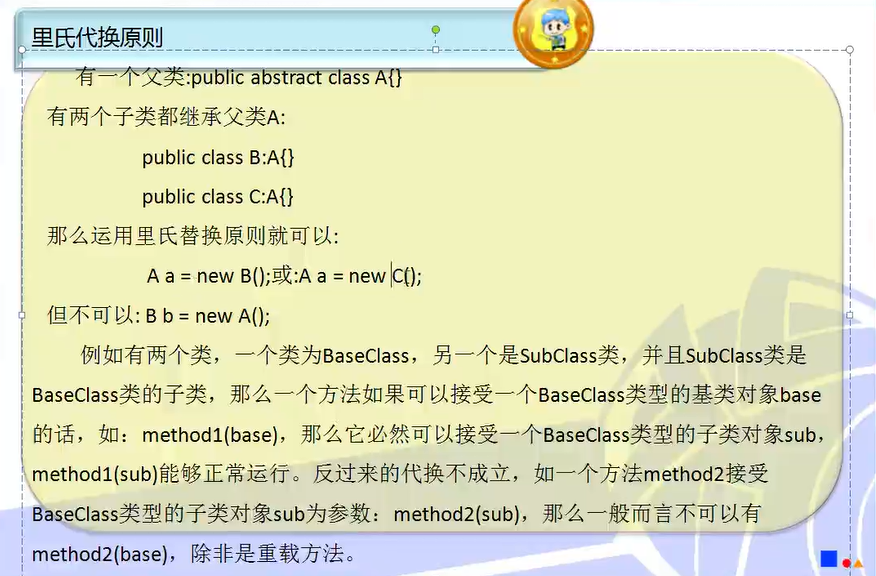 里氏代换原则
有一个父类:public abstract class A{}
有两个子类都继承父类A:
public class B:A{}
public class C:A{}
那么运用里氏替换原则就可以:
A a = new B();或:A a = new C();
但不可以: B b = new A();
例如有两个类，一个类为BaseClass，另一个是SubClass类，并且SubClass类是
BaseClass类的子类，那么一个方法如果可以接受一个BaseClass类型的基类对象base
的话，如：method1(base)，那么它必然可以接受一个BaseClass类型的子类对象sub，
method1(sub)能够正常运行。反过来的代换不成立，如一个方法method2接受
BaseClass类型的子类对象sub为参数：method2(sub)，那么一般而言不可以有
method2(base)，除非是重载方法。